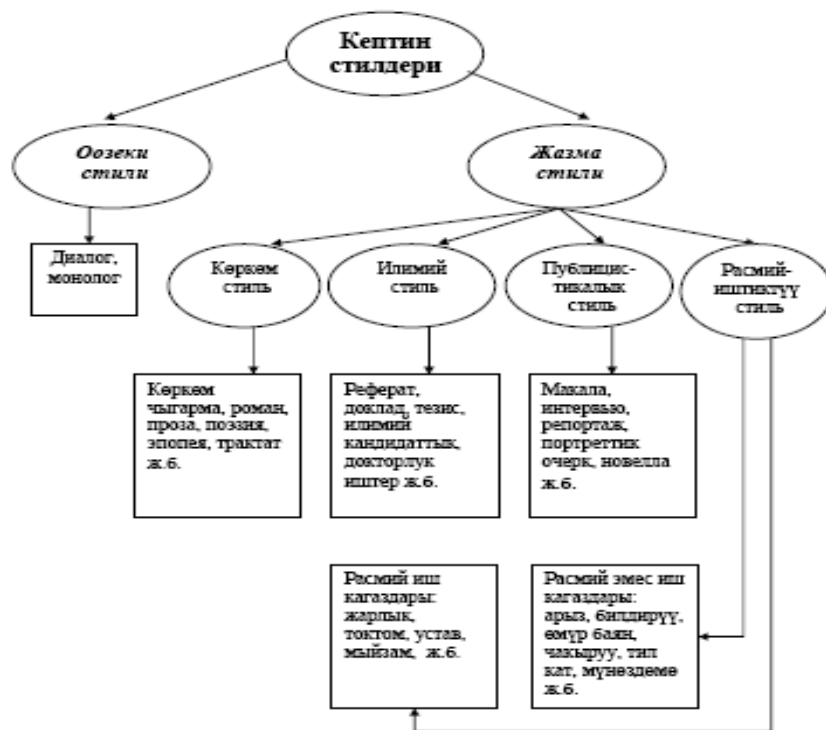 Кептин
стилдери
Оозеки
стили
Жазма
стили
Диалог,
монолог
Көркөм
стиль
Илимий
стиль
Публицис-
тикалык
стиль
Расмий-
иштиктүү
стиль
Көркөм
чыгарма, роман,
проза, поэзия,
эпопея, трактат
ж.б.
Реферат,
доклад, тезис,
илимий
кандидаттык,
докторлук
иштер ж.б.
Макала,
интервью,
репортаж,
портреттик
очерк, новелла
ж.б.
Расмий иш
кагаздары:
жарлык,
токтом, устав,
мыйзам, ж.б.
Расмий эмес иш
кагаздары:
арыз, билдирүү,
өмүр баян,
чакыруу, тил
кат, мүнөздөмө
ж.б.